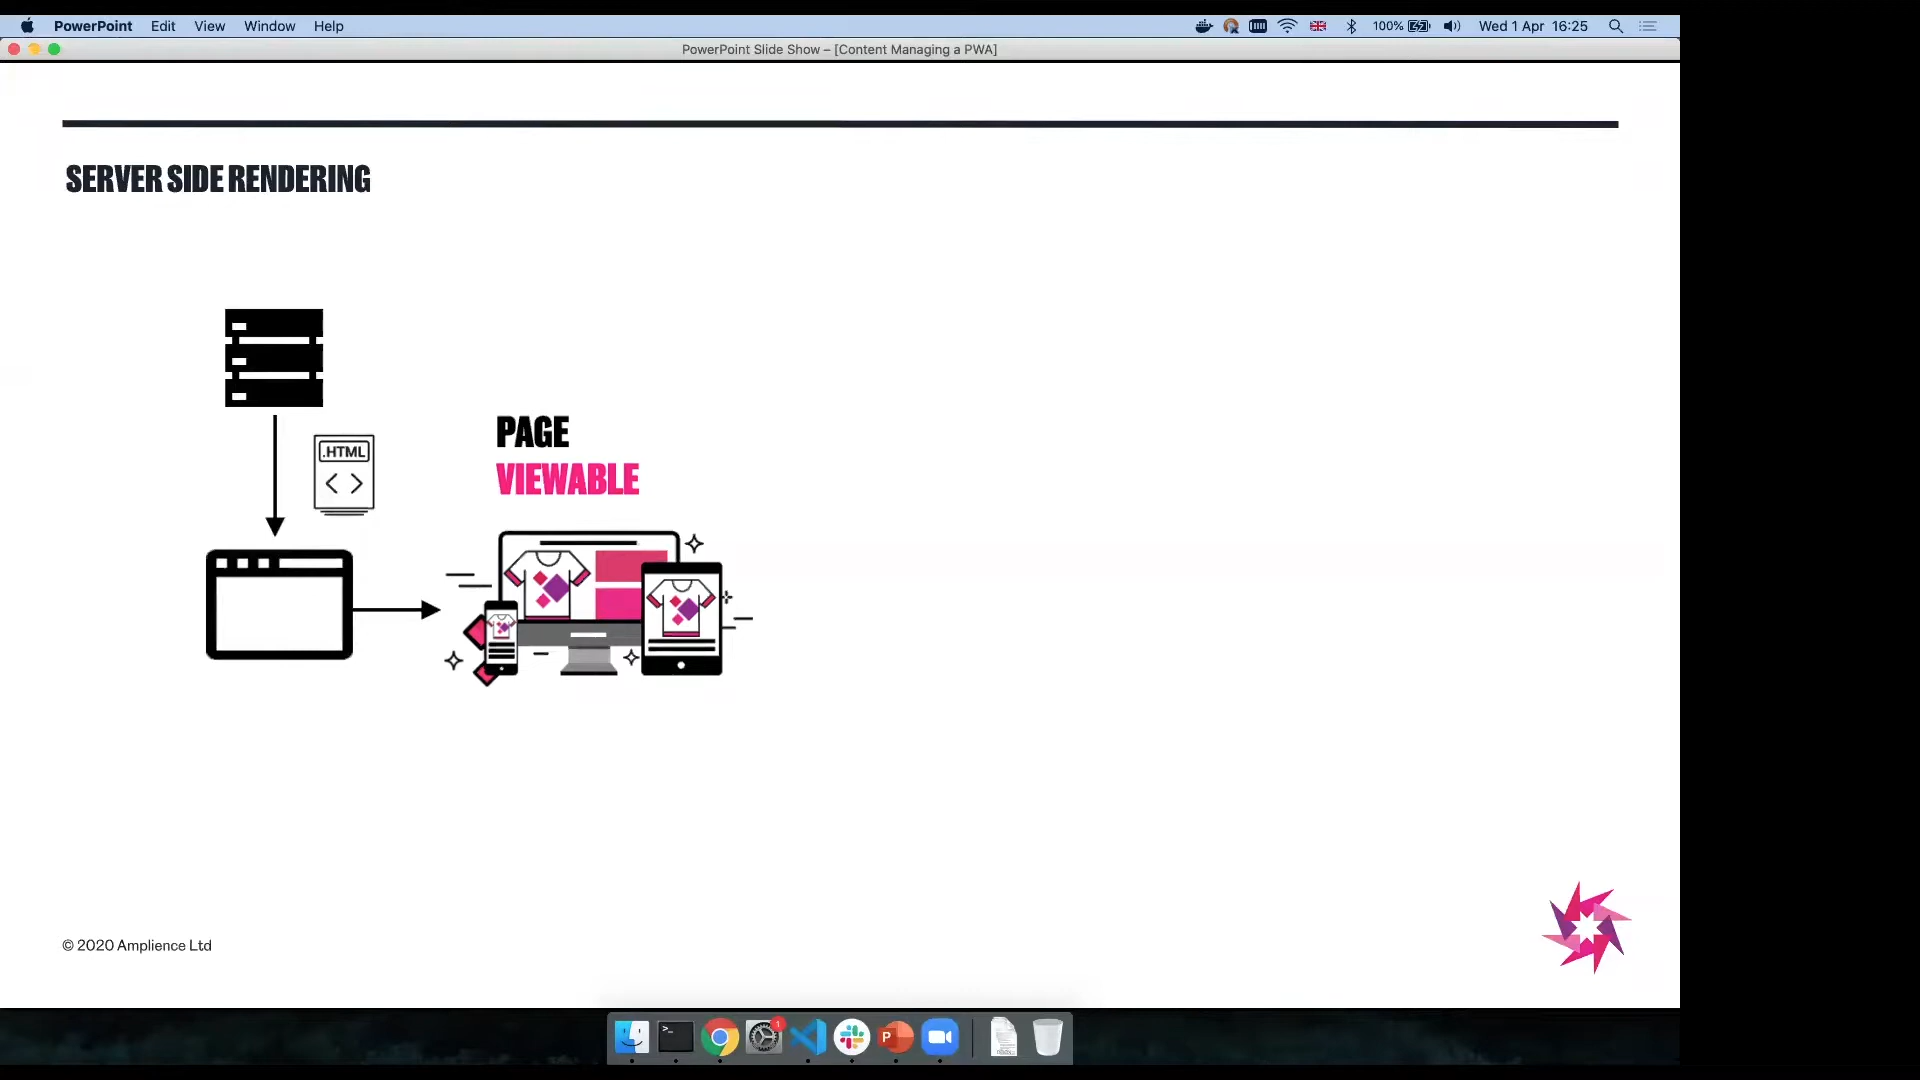 PowerPoint Edit View Window Help 100% Wed 1 Apr 16:25
PowerPoint Slide Show – [Content Managing a PWA]
SERVER SIDE RENDERING
.HTML
PAGE
VIEWABLE
© 2020 Amplience Ltd
1
P